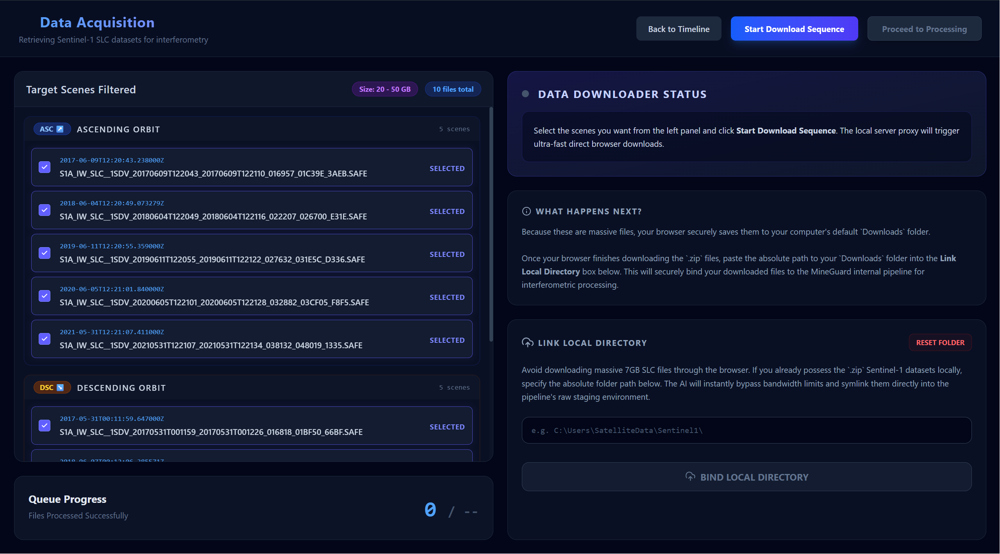 Data Acquisition
Retrieving Sentinel-1 SLC datasets for interferometry
Back to Timeline
Start Download Sequence
Proceed to Processing
Target Scenes Filtered
Size: 20 - 50 GB
10 files total
ASC ↗ ASCENDING ORBIT
5 scenes
2017-06-09T12:20:43.238000Z
S1A_IW_SLC__1SDV_20170609T122043_20170609T122110_016957_01C39E_3AEB.SAFE
SELECTED
2018-06-04T12:20:49.073279Z
S1A_IW_SLC__1SDV_20180604T122049_20180604T122116_022207_026700_E31E.SAFE
SELECTED
2019-06-11T12:20:55.359000Z
S1A_IW_SLC__1SDV_20190611T122055_20190611T122122_027632_031E5C_D336.SAFE
SELECTED
2020-06-05T12:21:01.840000Z
S1A_IW_SLC__1SDV_20200605T122101_20200605T122128_032882_03CF05_F8F5.SAFE
SELECTED
2021-05-31T12:21:07.411000Z
S1A_IW_SLC__1SDV_20210531T122107_20210531T122134_038132_048019_1335.SAFE
SELECTED
DSC ↘ DESCENDING ORBIT
5 scenes
2017-05-31T00:11:59.647000Z
S1A_IW_SLC__1SDV_20170531T001159_20170531T001226_016818_01BF50_66BF.SAFE
SELECTED
2018-06-07T00:12:06.385571Z
Queue Progress
Files Processed Successfully
0 / --
DATA DOWNLOADER STATUS
Select the scenes you want from the left panel and click Start Download Sequence. The local server proxy will trigger
ultra-fast direct browser downloads.
WHAT HAPPENS NEXT?
Because these are massive files, your browser securely saves them to your computer's default `Downloads` folder.
Once your browser finishes downloading the `.zip` files, paste the absolute path to your `Downloads` folder into the Link
Local Directory box below. This will securely bind your downloaded files to the MineGuard internal pipeline for
interferometric processing.
LINK LOCAL DIRECTORY
RESET FOLDER
Avoid downloading massive 7GB SLC files through the browser. If you already possess the `.zip` Sentinel-1 datasets locally,
specify the absolute folder path below. The AI will instantly bypass bandwidth limits and symlink them directly into the
pipeline's raw staging environment.
e.g. C:\Users\SatelliteData\Sentinel1\
BIND LOCAL DIRECTORY